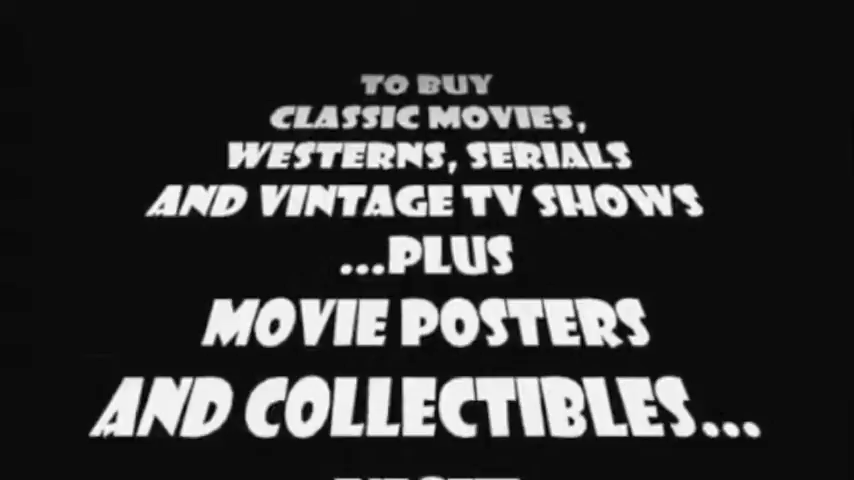 TO BUY
CLASSIC MOVIES,
WESTERNS, SERIALS
AND VINTAGE TV SHOWS
...PLUS
MOVIE POSTERS
AND COLLECTIBLES...